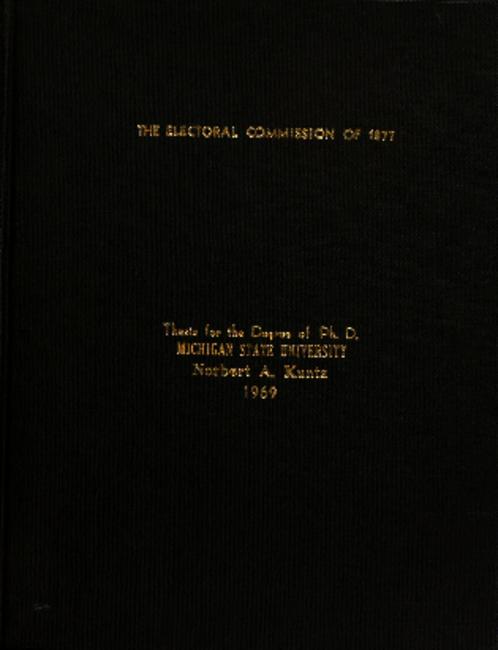 THE ELECTORAL COMMISSION OF 1877
Thesis for the Degree of Ph. D.
MICHIGAN STATE UNIVERSITY
Norbert A. Kuntz
1969